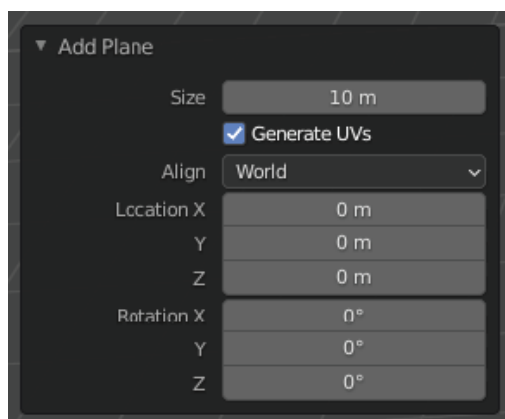 Add Plane
Size 10 m
Generate UVs
Align World
Location X 0 m
Y 0 m
Z 0 m
Rotation X 0°
Y 0°
Z 0°